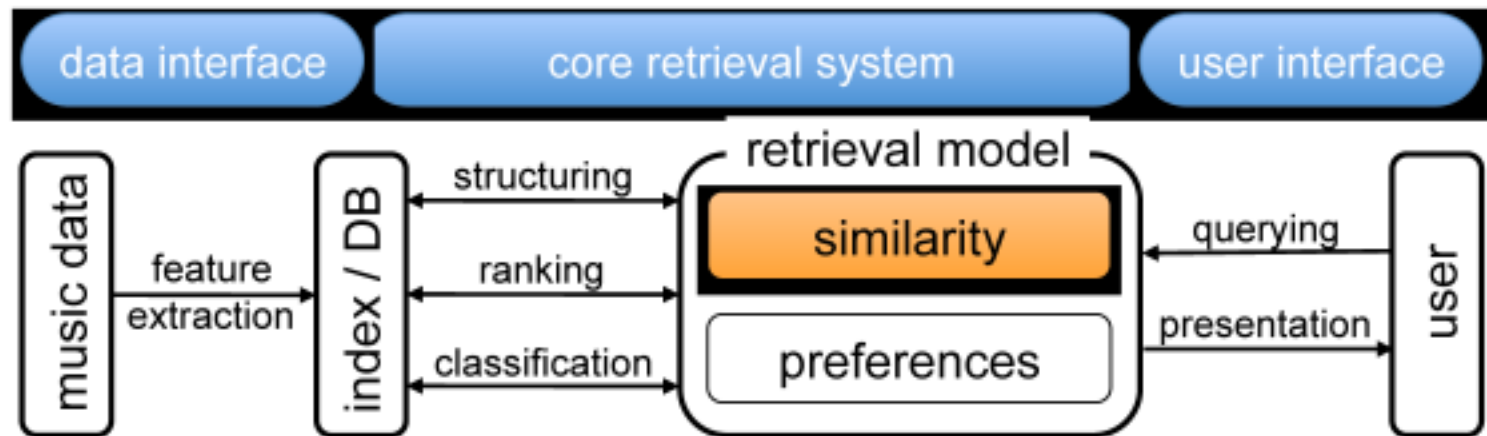 data interface
core retrieval system
user interface
music data
feature
extraction
index / DB
structuring
ranking
classification
retrieval model
similarity
preferences
querying
presentation
user